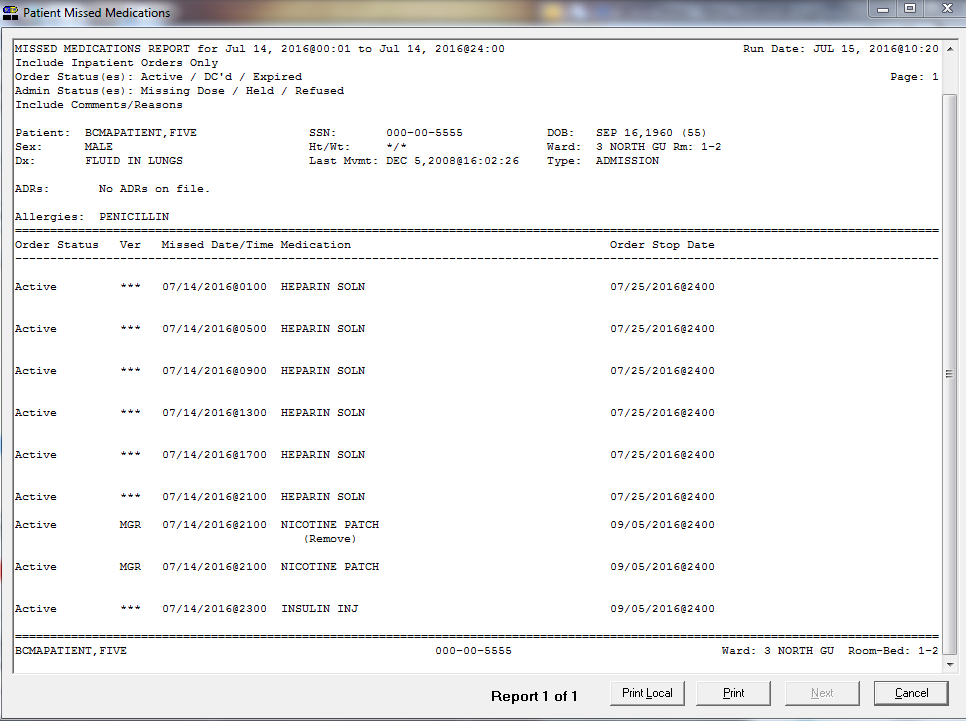 Patient Missed Medications
MISSED MEDICATIONS REPORT for Jul 14, 2016@00:01 to Jul 14, 2016@24:00 Run Date: JUL 15, 2016@10:20
Include Inpatient Orders Only
Order Status(es): Active / DC'd / Expired Page: 1
Admin Status(es): Missing Dose / Held / Refused
Include Comments/Reasons
Patient: BCMAPATIENT,FIVE SSN: 000-00-5555 DOB: SEP 16,1960 (55)
Sex: MALE Ht/Wt: */* Ward: 3 NORTH GU Rm: 1-2
Dx: FLUID IN LUNGS Last Mvmt: DEC 5,2008@16:02:26 Type: ADMISSION
ADRs: No ADRs on file.
Allergies: PENICILLIN
Order Status Ver Missed Date/Time Medication Order Stop Date
Active *** 07/14/2016@0100 HEPARIN SOLN 07/25/2016@2400
Active *** 07/14/2016@0500 HEPARIN SOLN 07/25/2016@2400
Active *** 07/14/2016@0900 HEPARIN SOLN 07/25/2016@2400
Active *** 07/14/2016@1300 HEPARIN SOLN 07/25/2016@2400
Active *** 07/14/2016@1700 HEPARIN SOLN 07/25/2016@2400
Active *** 07/14/2016@2100 HEPARIN SOLN 07/25/2016@2400
Active MGR 07/14/2016@2100 NICOTINE PATCH 09/05/2016@2400
(Remove)
Active MGR 07/14/2016@2100 NICOTINE PATCH 09/05/2016@2400
Active *** 07/14/2016@2300 INSULIN INJ 09/05/2016@2400
BCMAPATIENT,FIVE 000-00-5555 Ward: 3 NORTH GU Room-Bed: 1-2
Report 1 of 1 Print Local Print Next Cancel